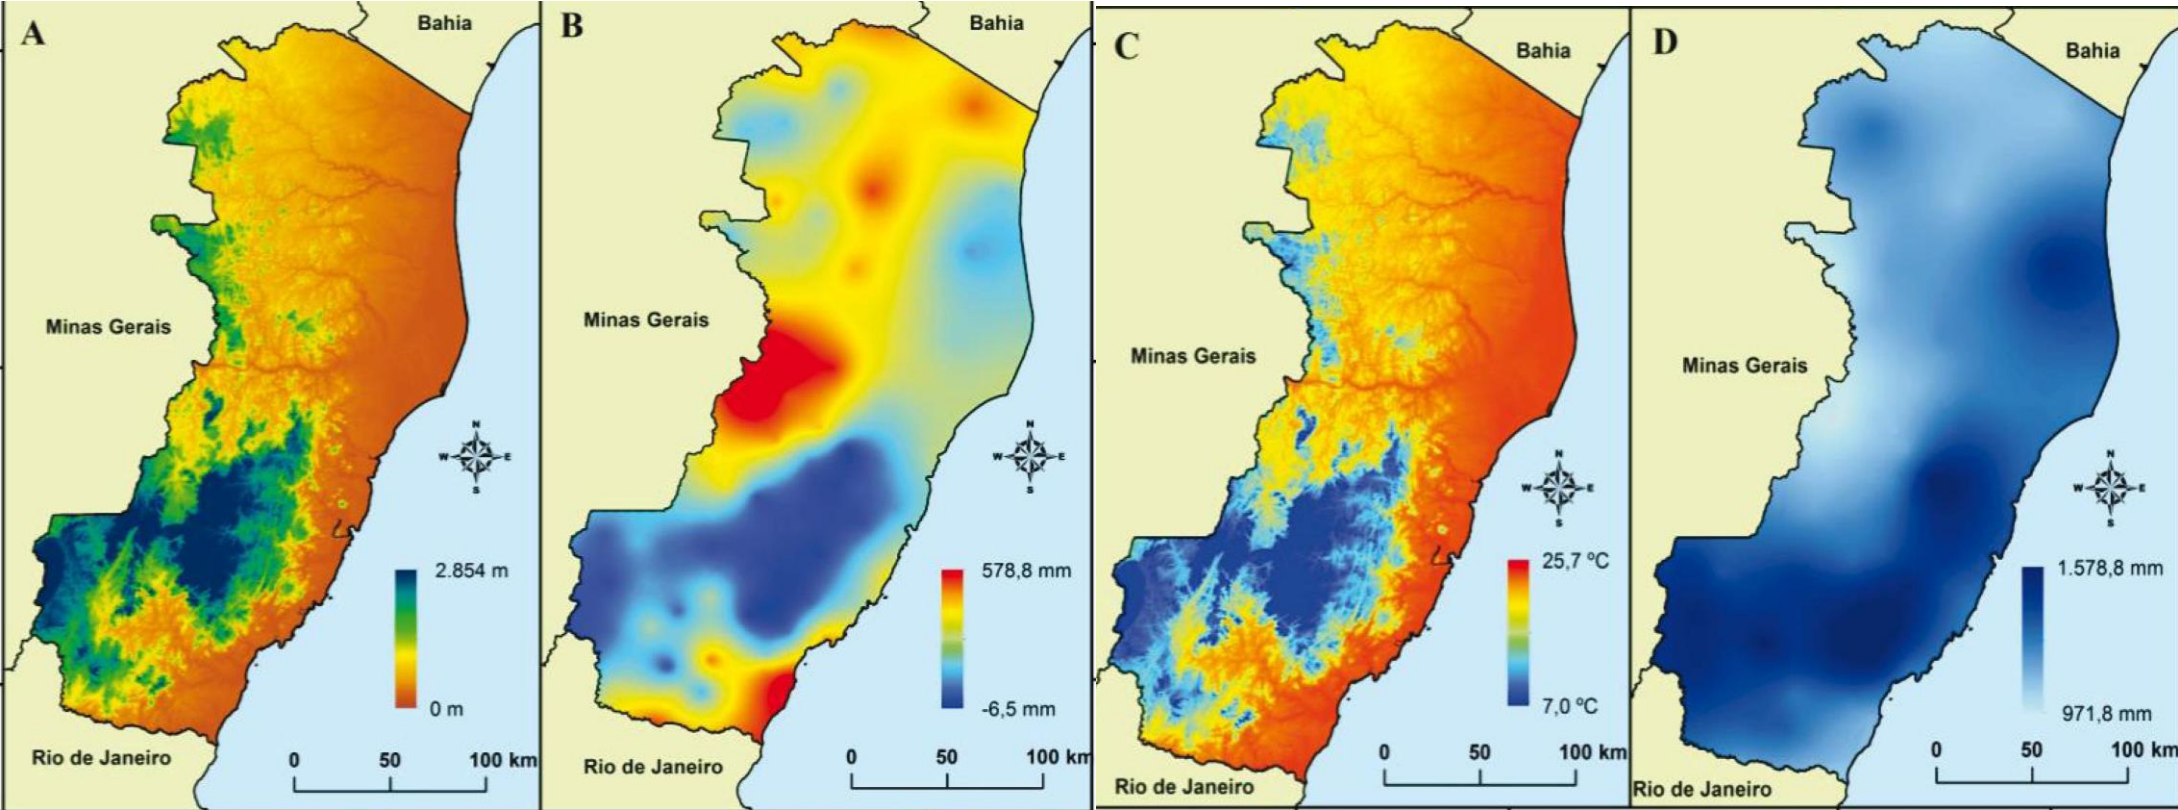 A
Bahia
Minas Gerais
N
W E
S
2.854 m
0 m
Rio de Janeiro
0 50 100 km
B
Bahia
Minas Gerais
N
W E
S
578,8 mm
-6,5 mm
Rio de Janeiro
0 50 100 km
C
Bahia
Minas Gerais
N
W E
S
25,7 ºC
7,0 ºC
Rio de Janeiro
0 50 100 km
D
Bahia
Minas Gerais
N
W E
S
1.578,8 mm
971,8 mm
Rio de Janeiro
0 50 100 km